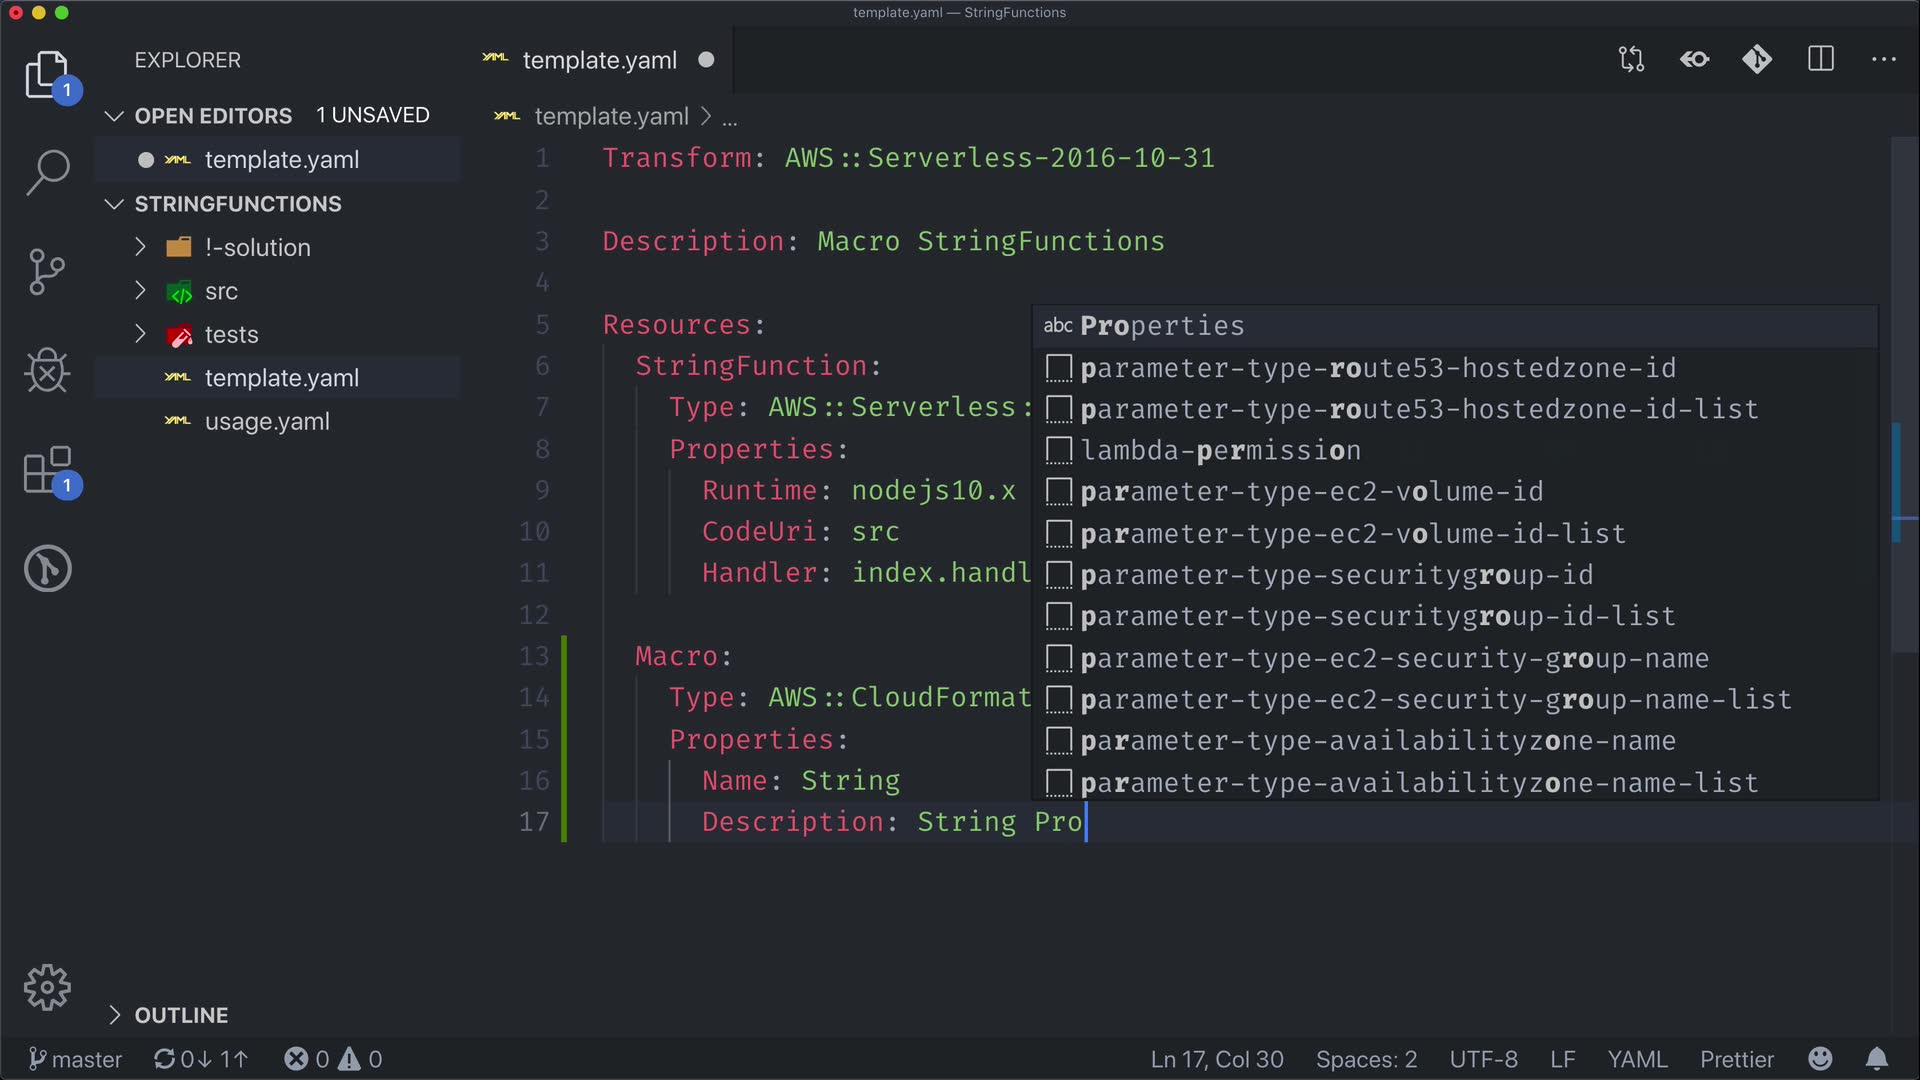 template.yaml — StringFunctions
EXPLORER
OPEN EDITORS 1 UNSAVED
template.yaml
STRINGFUNCTIONS
!-solution
src
tests
template.yaml
usage.yaml
OUTLINE
1
1
YAML template.yaml
YAML template.yaml > ...
1 Transform: AWS::Serverless-2016-10-31
2
3 Description: Macro StringFunctions
4
5 Resources:
6 StringFunction:
7 Type: AWS::Serverless:
8 Properties:
9 Runtime: nodejs10.x
10 CodeUri: src
11 Handler: index.handl
12
13 Macro:
14 Type: AWS::CloudFormat
15 Properties:
16 Name: String
17 Description: String Pro
abc Properties
parameter-type-route53-hostedzone-id
parameter-type-route53-hostedzone-id-list
lambda-permission
parameter-type-ec2-volume-id
parameter-type-ec2-volume-id-list
parameter-type-securitygroup-id
parameter-type-securitygroup-id-list
parameter-type-ec2-security-group-name
parameter-type-ec2-security-group-name-list
parameter-type-availabilityzone-name
parameter-type-availabilityzone-name-list
master 0↓ 1↑ 0 0 Ln 17, Col 30 Spaces: 2 UTF-8 LF YAML Prettier